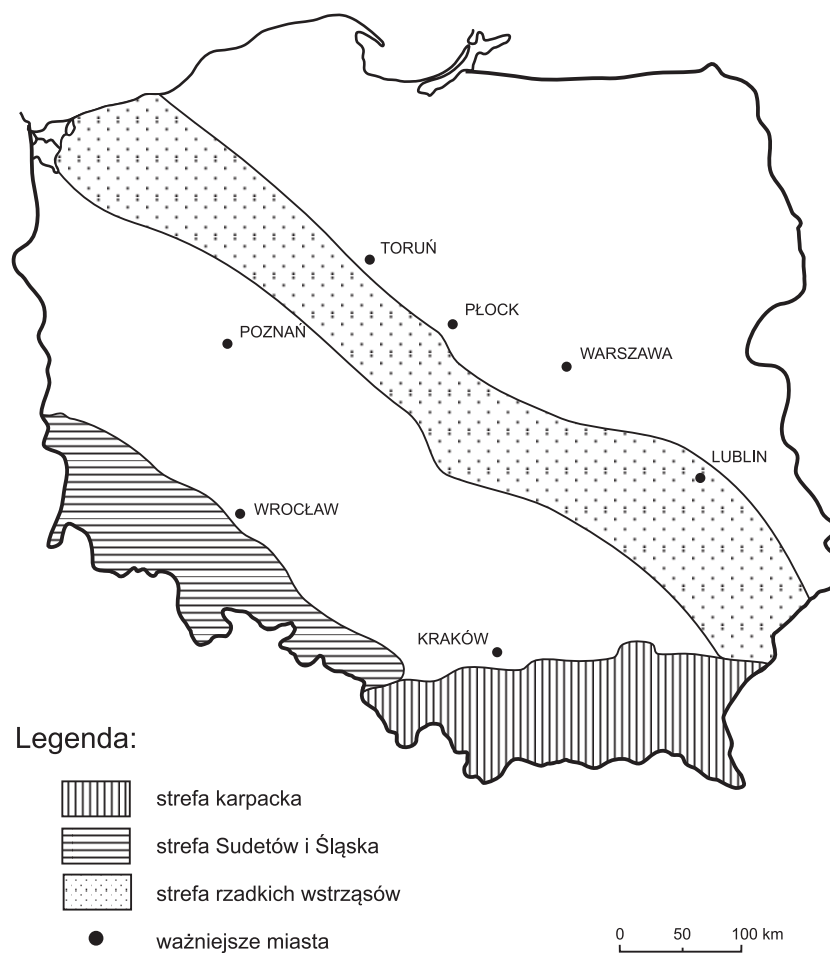 TORUŃ
PŁOCK
POZNAŃ
WARSZAWA
LUBLIN
WROCŁAW
KRAKÓW
Legenda:
strefa karpacka
strefa Sudetów i Śląska
strefa rzadkich wstrząsów
ważniejsze miasta
0 50 100 km